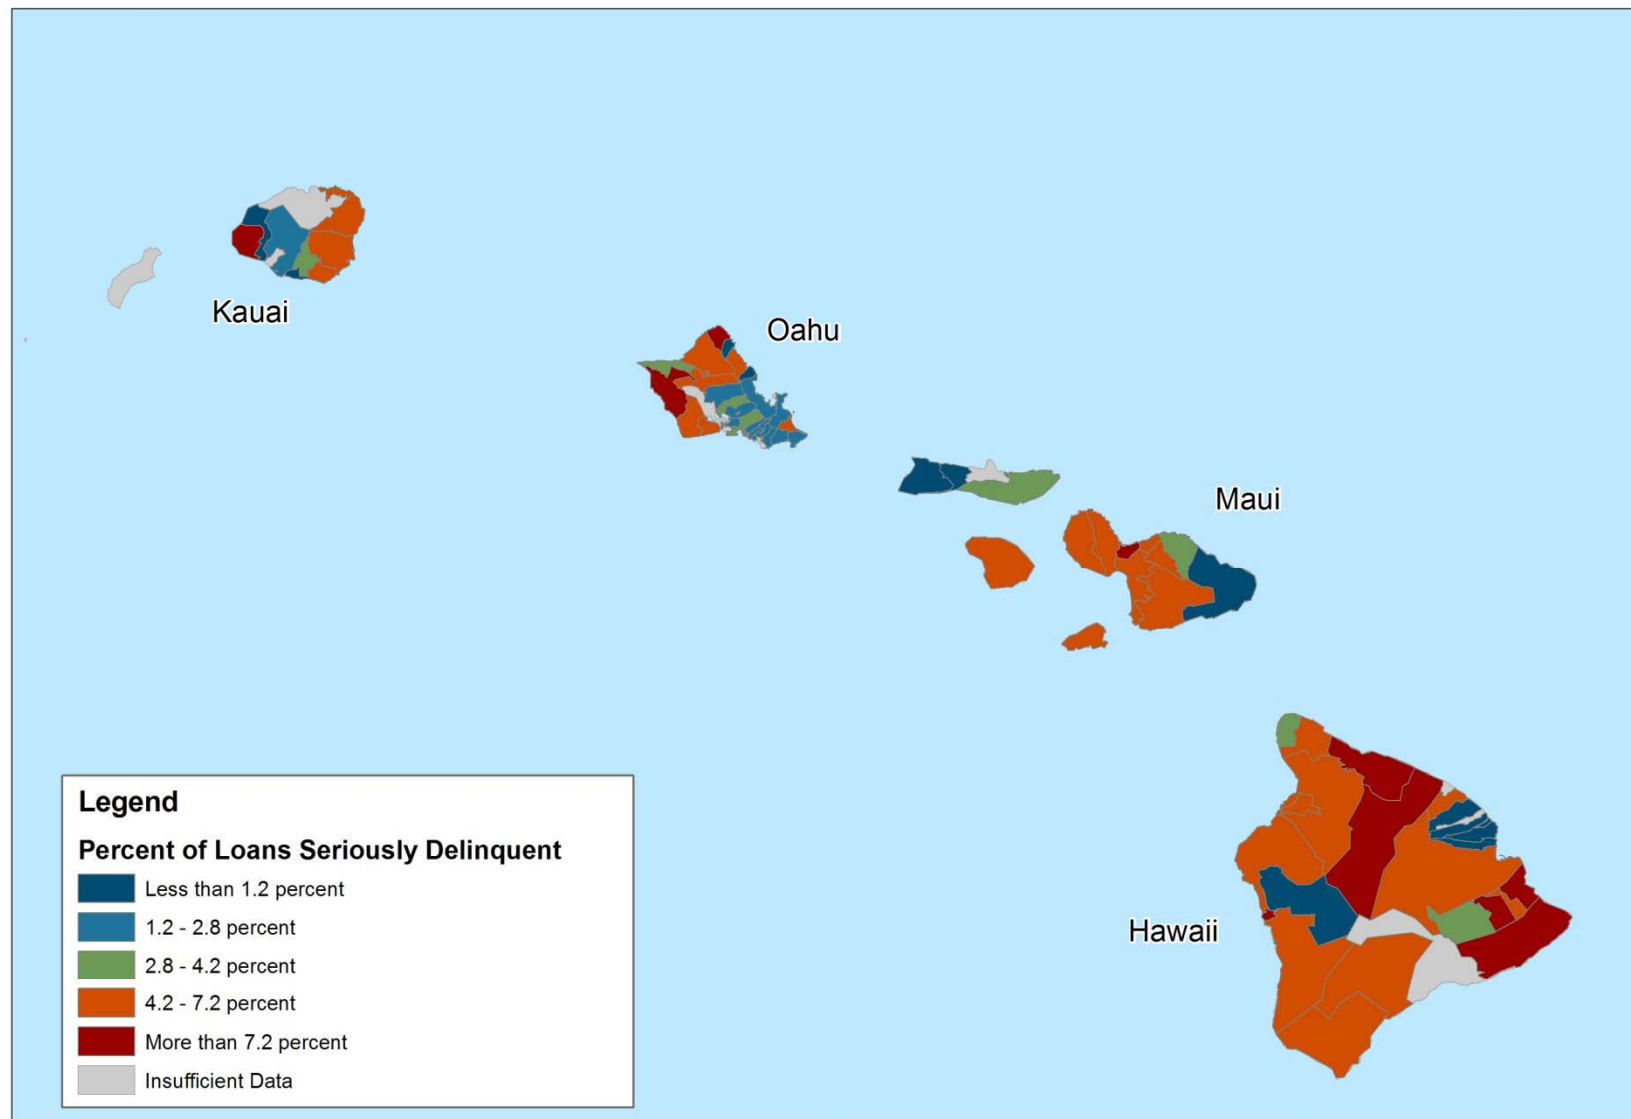 Kauai
Oahu
Maui
Hawaii
Legend
Percent of Loans Seriously Delinquent
Less than 1.2 percent
1.2 - 2.8 percent
2.8 - 4.2 percent
4.2 - 7.2 percent
More than 7.2 percent
Insufficient Data